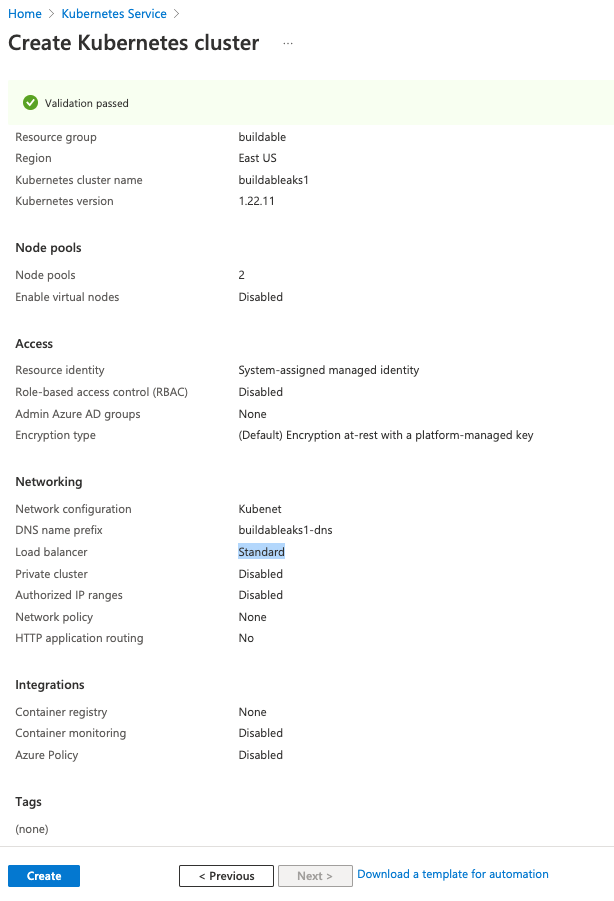 Home > Kubernetes Service >
Create Kubernetes cluster ...
Validation passed
Resource group buildable
Region East US
Kubernetes cluster name buildableaks1
Kubernetes version 1.22.11
Node pools
Node pools 2
Enable virtual nodes Disabled
Access
Resource identity System-assigned managed identity
Role-based access control (RBAC) Disabled
Admin Azure AD groups None
Encryption type (Default) Encryption at-rest with a platform-managed key
Networking
Network configuration Kubenet
DNS name prefix buildableaks1-dns
Load balancer Standard
Private cluster Disabled
Authorized IP ranges Disabled
Network policy None
HTTP application routing No
Integrations
Container registry None
Container monitoring Disabled
Azure Policy Disabled
Tags
(none)
Create < Previous Next > Download a template for automation